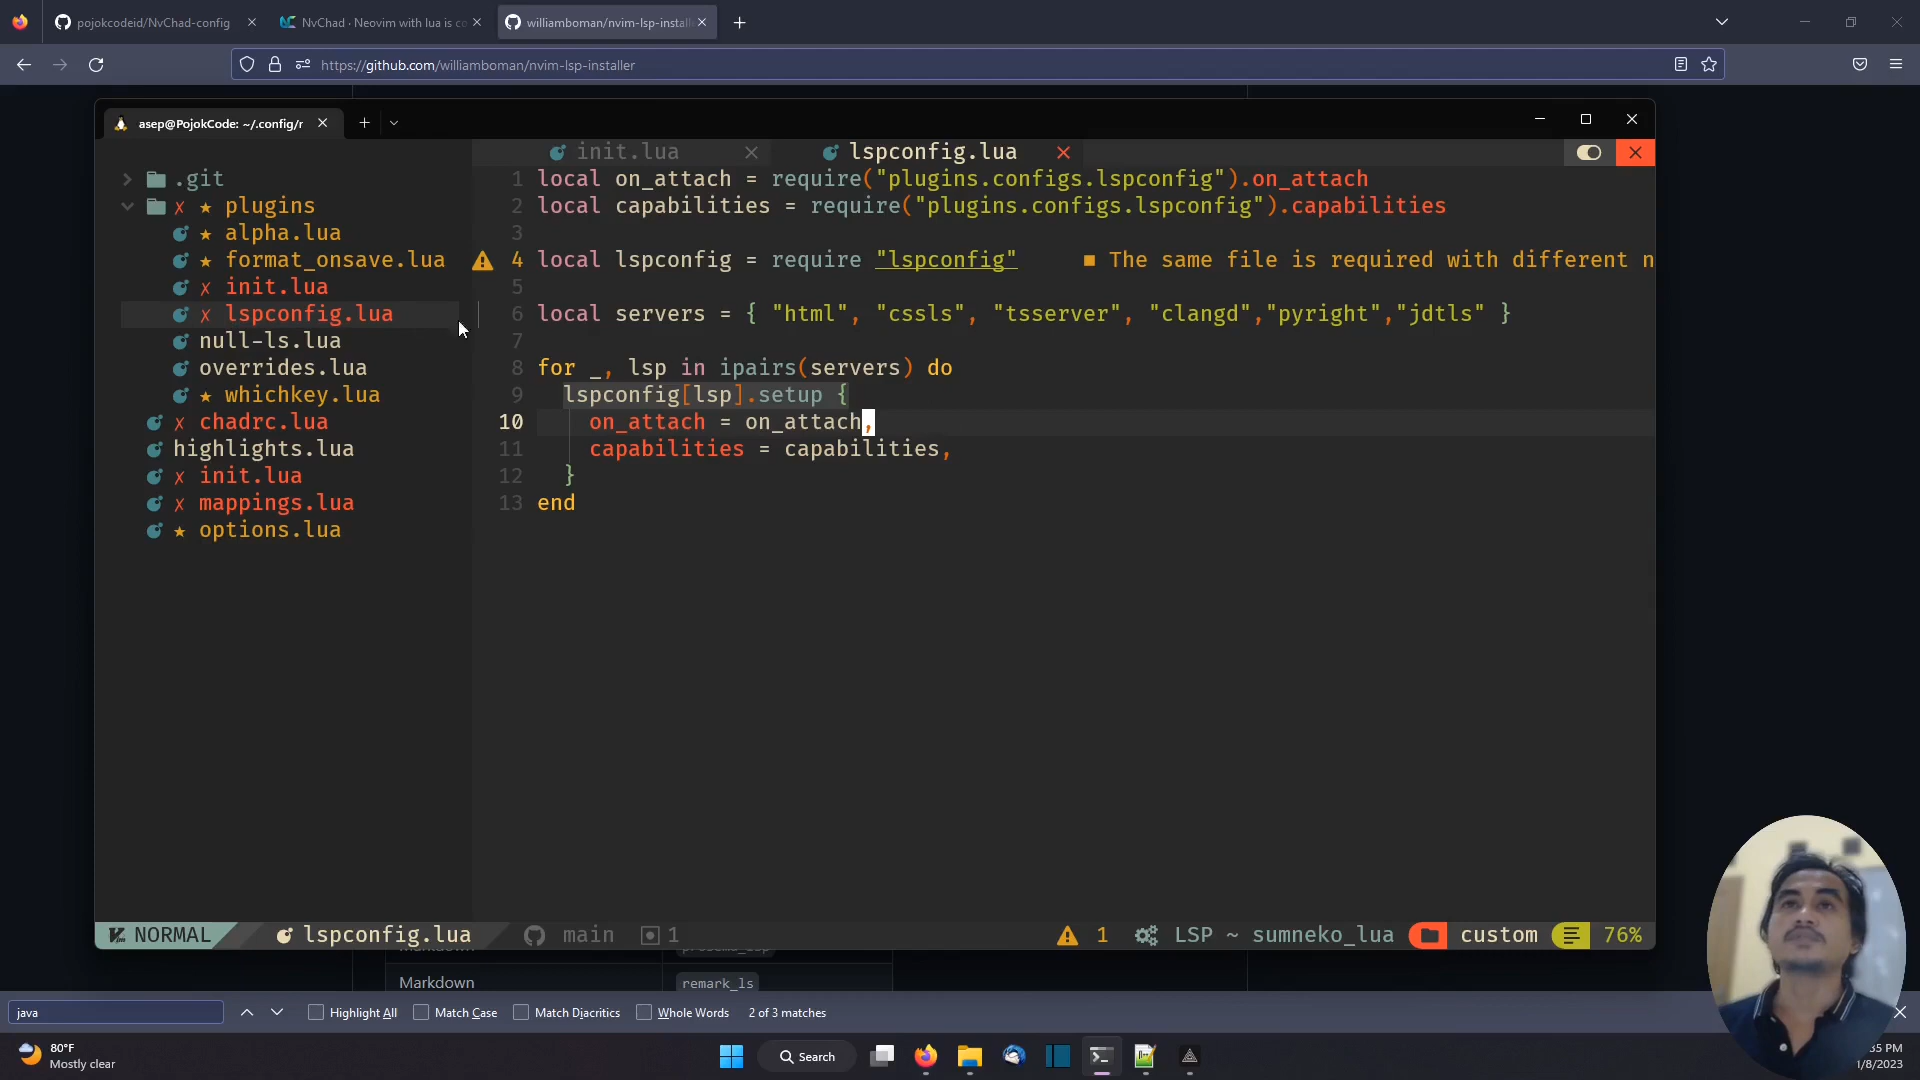 pojokcodeid/NvChad-config
NvChad · Neovim with lua is co
williamboman/nvim-lsp-install
https://github.com/williamboman/nvim-lsp-installer
asep@PojokCode: ~/.config/r
.git
plugins
alpha.lua
format_onsave.lua
init.lua
lspconfig.lua
null-ls.lua
overrides.lua
whichkey.lua
chadrc.lua
highlights.lua
init.lua
mappings.lua
options.lua
init.lua
lspconfig.lua
1 local on_attach = require("plugins.configs.lspconfig").on_attach
2 local capabilities = require("plugins.configs.lspconfig").capabilities
3
4 local lspconfig = require "lspconfig" ■ The same file is required with different n
5
6 local servers = { "html", "cssls", "tsserver", "clangd","pyright","jdtls" }
7
8 for _, lsp in ipairs(servers) do
9 lspconfig[lsp].setup {
10 on_attach = on_attach,
11 capabilities = capabilities,
12 }
13 end
NORMAL lspconfig.lua main 1 1 LSP ~ sumneko_lua custom 76%
Markdown
Markdown remark_ls
java Highlight All Match Case Match Diacritics Whole Words 2 of 3 matches
80°F
Mostly clear
Search
35 PM
1/8/2023